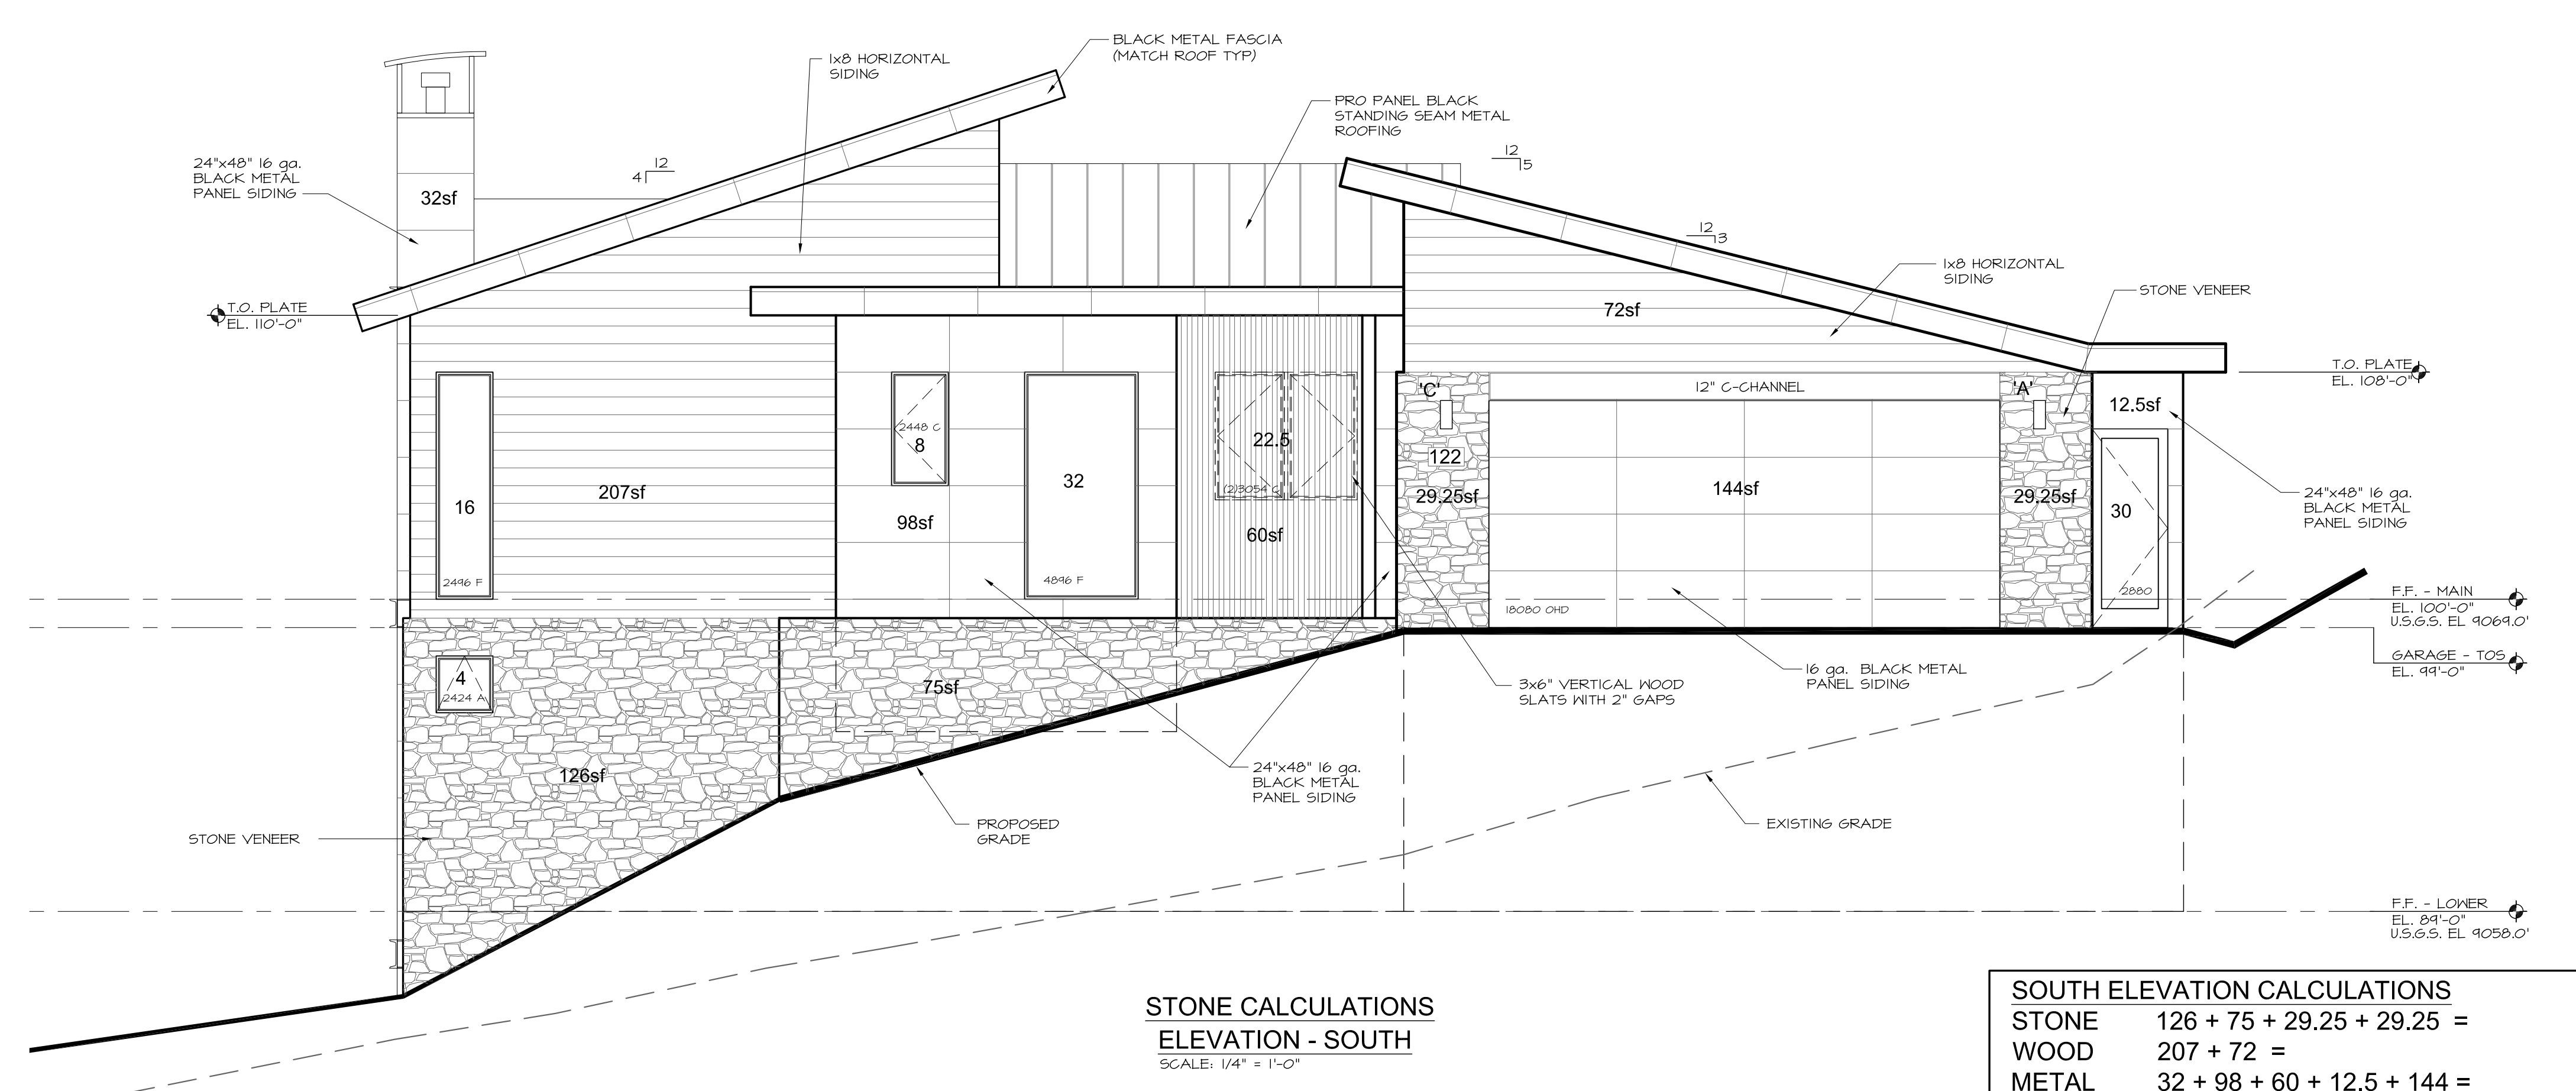 BLACK METAL FASCIA
(MATCH ROOF TYP)
1x8 HORIZONTAL
SIDING
PRO PANEL BLACK
STANDING SEAM METAL
ROOFING
24"x48" 16 ga.
BLACK METAL
PANEL SIDING
32sf
12
4
12
5
12
3
1x8 HORIZONTAL
SIDING
STONE VENEER
T.O. PLATE
EL. 110'-0"
72sf
T.O. PLATE
EL. 108'-0"
'C'
12" C-CHANNEL
'A'
12.5sf
2448 C
8
22.5
(2)3054 C
122
16
207sf
32
29.25sf
144sf
29.25sf
30
24"x48" 16 ga.
BLACK METAL
PANEL SIDING
98sf
60sf
2496 F
4896 F
18080 OHD
2880
F.F. - MAIN
EL. 100'-0"
U.S.G.S. EL 9069.0'
GARAGE - TOS
EL. 99'-0"
4
2424 A
75sf
3x6" VERTICAL WOOD
SLATS WITH 2" GAPS
16 ga. BLACK METAL
PANEL SIDING
126sf
24"x48" 16 ga.
BLACK METAL
PANEL SIDING
STONE VENEER
PROPOSED
GRADE
EXISTING GRADE
F.F. - LOWER
EL. 89'-0"
U.S.G.S. EL 9058.0'
STONE CALCULATIONS
ELEVATION - SOUTH
SCALE: 1/4" = 1'-0"
SOUTH ELEVATION CALCULATIONS
STONE 126 + 75 + 29.25 + 29.25 =
WOOD 207 + 72 =
METAL 32 + 98 + 60 + 12.5 + 144 =